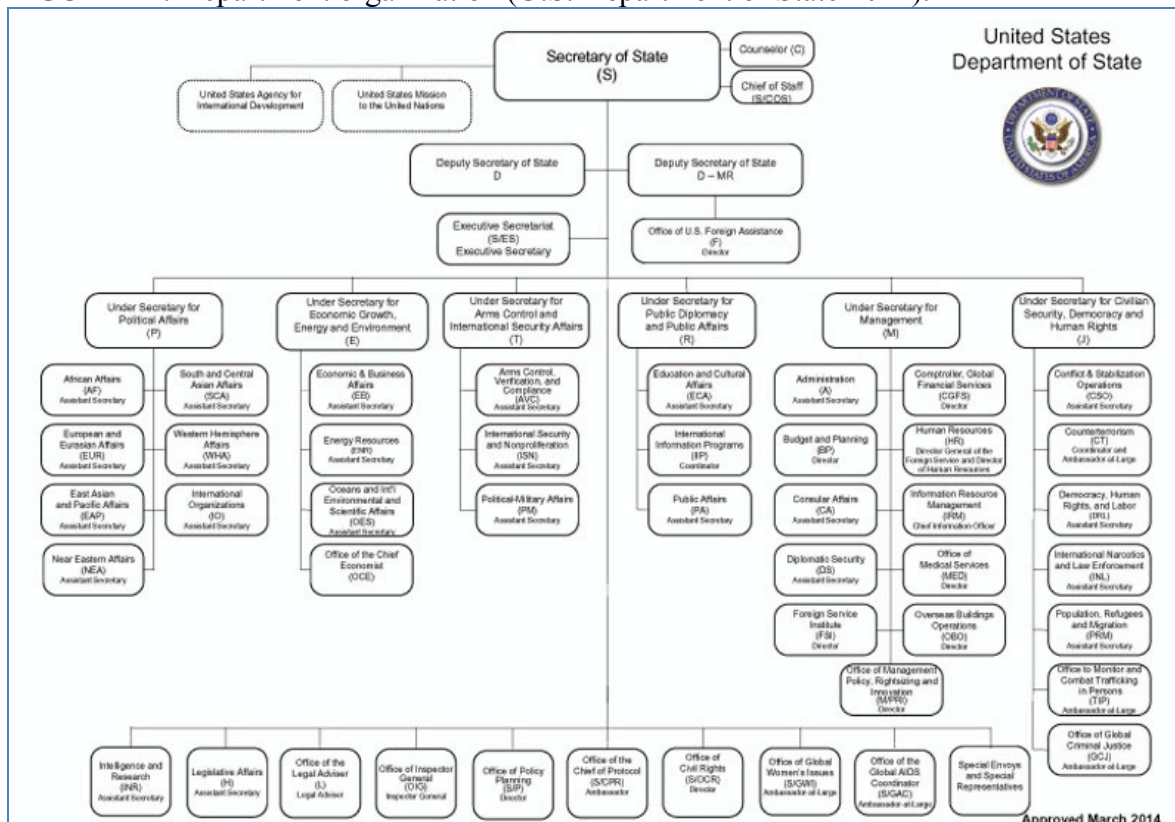 United States
Department of State
Secretary of State
(S)
Counselor (C)
Chief of Staff
(S/COS)
United States Agency for
International Development
United States Mission
to the United Nations
Deputy Secretary of State
D
Deputy Secretary of State
D – MR
Executive Secretariat
(S/ES)
Executive Secretary
Office of U.S. Foreign Assistance
(F)
Director
Under Secretary for
Political Affairs
(P)
Under Secretary for
Economic Growth,
Energy and Environment
(E)
Under Secretary for
Arms Control and
International Security Affairs
(T)
Under Secretary for
Public Diplomacy
and Public Affairs
(R)
Under Secretary for
Management
(M)
Under Secretary for Civilian
Security, Democracy and
Human Rights
(J)
African Affairs
(AF)
Assistant Secretary
South and Central
Asian Affairs
(SCA)
Assistant Secretary
European and
Eurasian Affairs
(EUR)
Assistant Secretary
Western Hemisphere
Affairs
(WHA)
Assistant Secretary
East Asian
and Pacific Affairs
(EAP)
Assistant Secretary
International
Organizations
(IO)
Assistant Secretary
Near Eastern Affairs
(NEA)
Assistant Secretary
Economic & Business
Affairs
(EB)
Assistant Secretary
Energy Resources
(ENR)
Assistant Secretary
Oceans and Int'l
Environmental and
Scientific Affairs
(OES)
Assistant Secretary
Office of the Chief
Economist
(OCE)
Arms Control,
Verification, and
Compliance
(AVC)
Assistant Secretary
International Security
and Nonproliferation
(ISN)
Assistant Secretary
Political-Military Affairs
(PM)
Assistant Secretary
Education and Cultural
Affairs
(ECA)
Assistant Secretary
International
Information Programs
(IIP)
Coordinator
Public Affairs
(PA)
Assistant Secretary
Administration
(A)
Assistant Secretary
Comptroller, Global
Financial Services
(CGFS)
Director
Budget and Planning
(BP)
Director
Human Resources
(HR)
Director General of the
Foreign Service and Director
of Human Resources
Consular Affairs
(CA)
Assistant Secretary
Information Resource
Management
(IRM)
Chief Information Officer
Diplomatic Security
(DS)
Assistant Secretary
Office of
Medical Services
(MED)
Director
Foreign Service
Institute
(FSI)
Director
Overseas Buildings
Operations
(OBO)
Director
Office of Management
Policy, Rightsizing and
Innovation
(M/PRI)
Director
Conflict & Stabilization
Operations
(CSO)
Assistant Secretary
Counterterrorism
(CT)
Coordinator and
Ambassador-at-Large
Democracy, Human
Rights, and Labor
(DRL)
Assistant Secretary
International Narcotics
and Law Enforcement
(INL)
Assistant Secretary
Population, Refugees
and Migration
(PRM)
Assistant Secretary
Office to Monitor and
Combat Trafficking
in Persons
(TIP)
Ambassador-at-Large
Office of Global
Criminal Justice
(GCJ)
Ambassador-at-Large
Intelligence and
Research
(INR)
Assistant Secretary
Legislative Affairs
(H)
Assistant Secretary
Office of the
Legal Adviser
(L)
Legal Advisor
Office of Inspector
General
(OIG)
Inspector General
Office of Policy
Planning
(S/P)
Director
Office of the
Chief of Protocol
(S/CPR)
Ambassador
Office of
Civil Rights
(S/OCR)
Director
Office of Global
Women's Issues
(S/GWI)
Ambassador-at-Large
Office of the
Global AIDS
Coordinator
(S/GAC)
Ambassador-at-Large
Special Envoys and
Special
Representatives
Approved March 2014